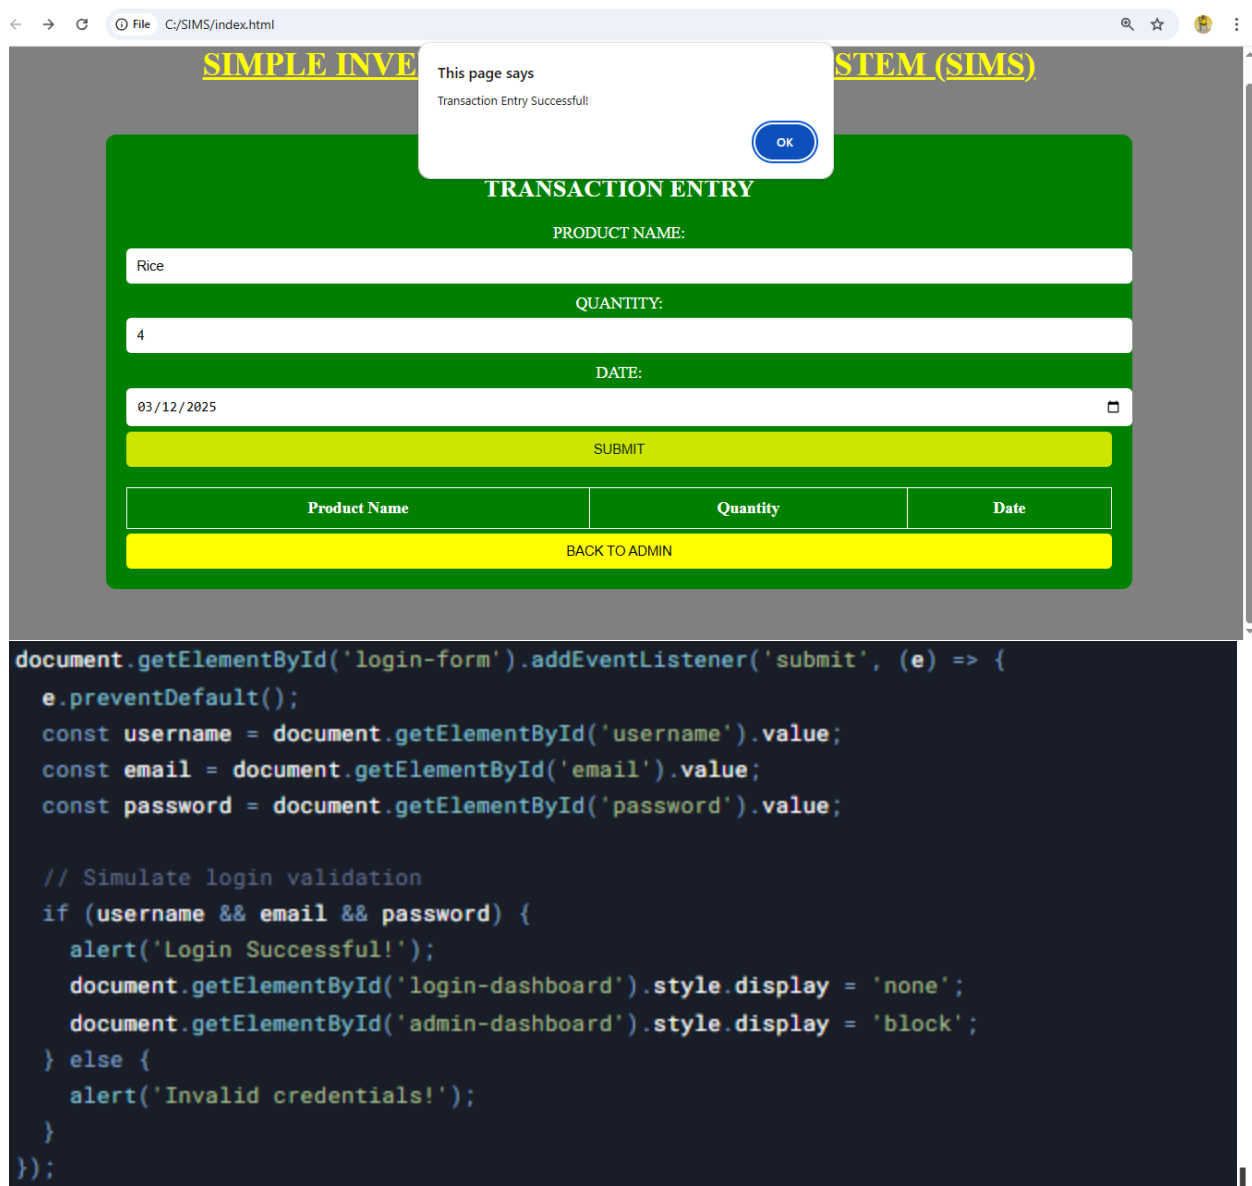 File C:/SIMS/index.html
SIMPLE INVE STEM (SIMS)
This page says
Transaction Entry Successful!
OK
TRANSACTION ENTRY
PRODUCT NAME:
Rice
QUANTITY:
4
DATE:
03/12/2025
SUBMIT
Product Name Quantity Date
BACK TO ADMIN
document.getElementById('login-form').addEventListener('submit', (e) => {
  e.preventDefault();
  const username = document.getElementById('username').value;
  const email = document.getElementById('email').value;
  const password = document.getElementById('password').value;
  // Simulate login validation
  if (username && email && password) {
    alert('Login Successful!');
    document.getElementById('login-dashboard').style.display = 'none';
    document.getElementById('admin-dashboard').style.display = 'block';
  } else {
    alert('Invalid credentials!');
  }
});